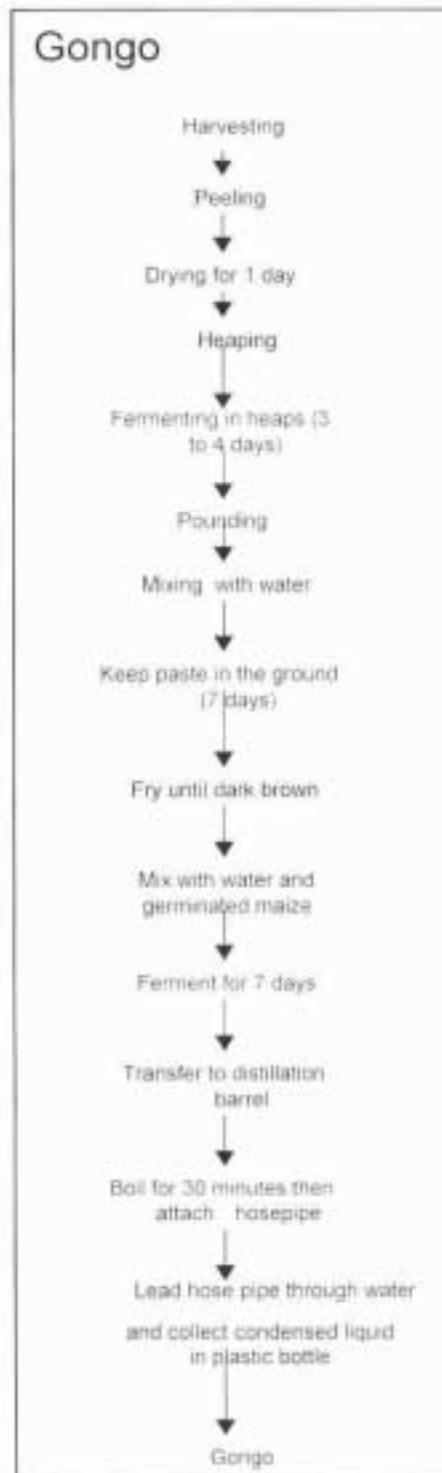 Gongo
Harvesting
Peeling
Drying for 1 day
Heaping
Fermenting in heaps (3
to 4 days)
Pounding
Mixing with water
Keep paste in the ground
(7 days)
Fry until dark brown
Mix with water and
germinated maize
Ferment for 7 days
Transfer to distillation
barrel
Boil for 30 minutes then
attach hosepipe
Lead hose pipe through water
and collect condensed liquid
in plastic bottle
Gongo